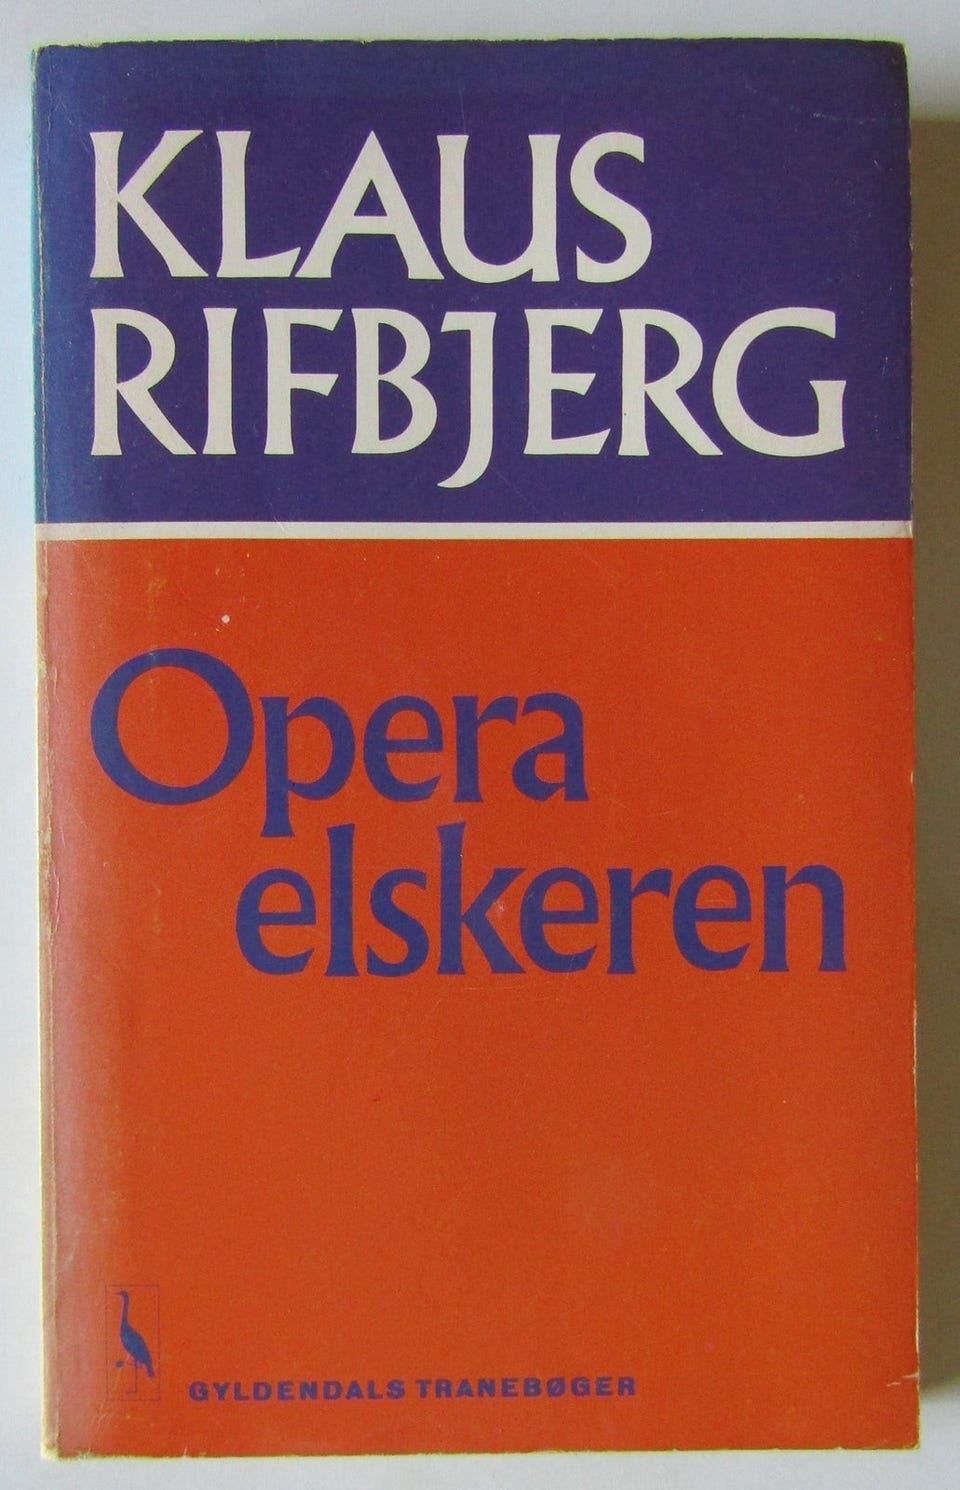 KLAUS
RIFBJERG
Opera
elskeren
GYLDENDALS TRANEBØGER